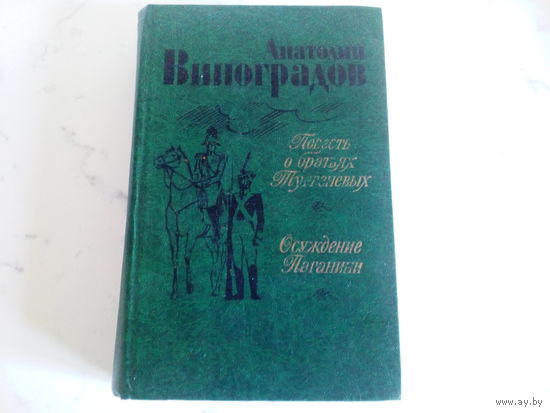 Анатолий
Виноградов
Повесть
о братьях
Тургеневых
Осуждение
Паганини
© www.ay.by